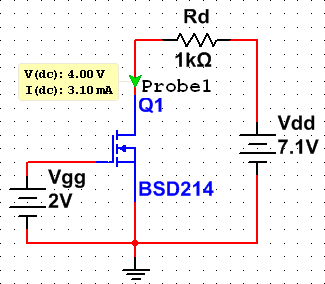 Rd
1kΩ
V(dc): 4.00 V
I(dc): 3.10 mA
Probe1
Q1
Vdd
7.1V
Vgg
2V
BSD214